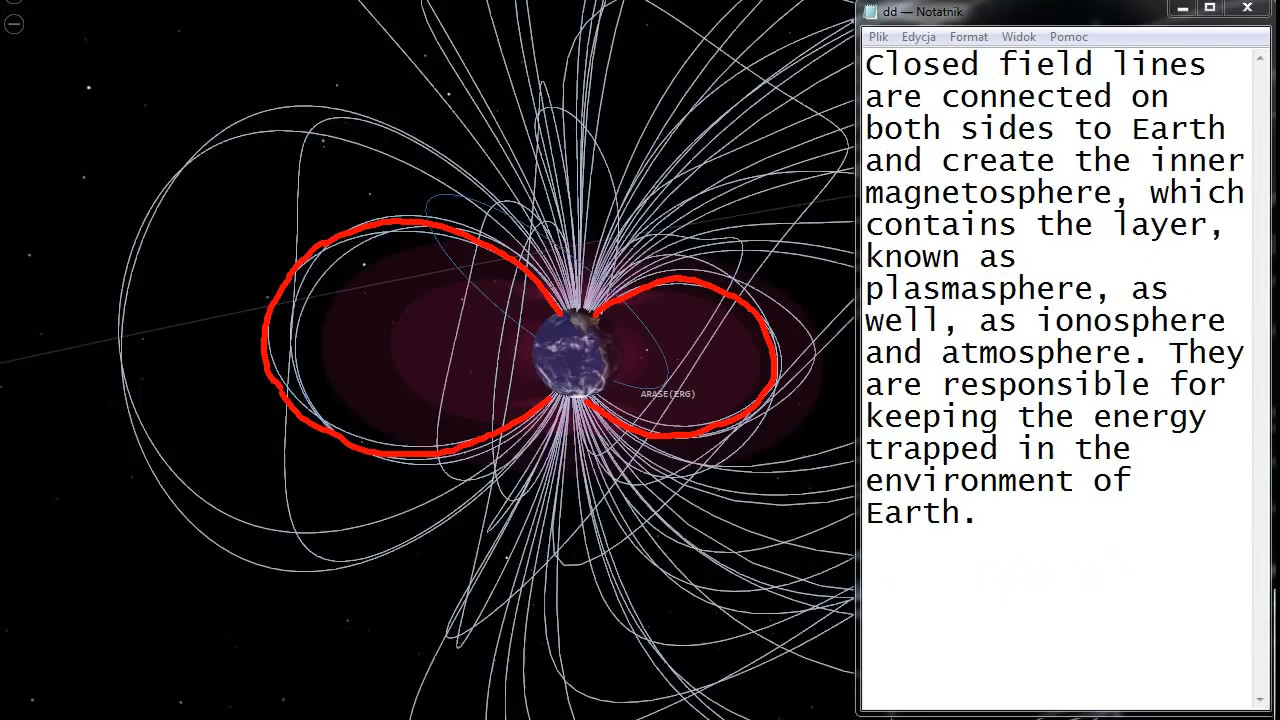 dd — Notatnik
Plik Edycja Format Widok Pomoc
Closed field lines
are connected on
both sides to Earth
and create the inner
magnetosphere, which
contains the layer,
known as
plasmasphere, as
well, as ionosphere
and atmosphere. They
are responsible for
keeping the energy
trapped in the
environment of
Earth.
ARASE(ERG)